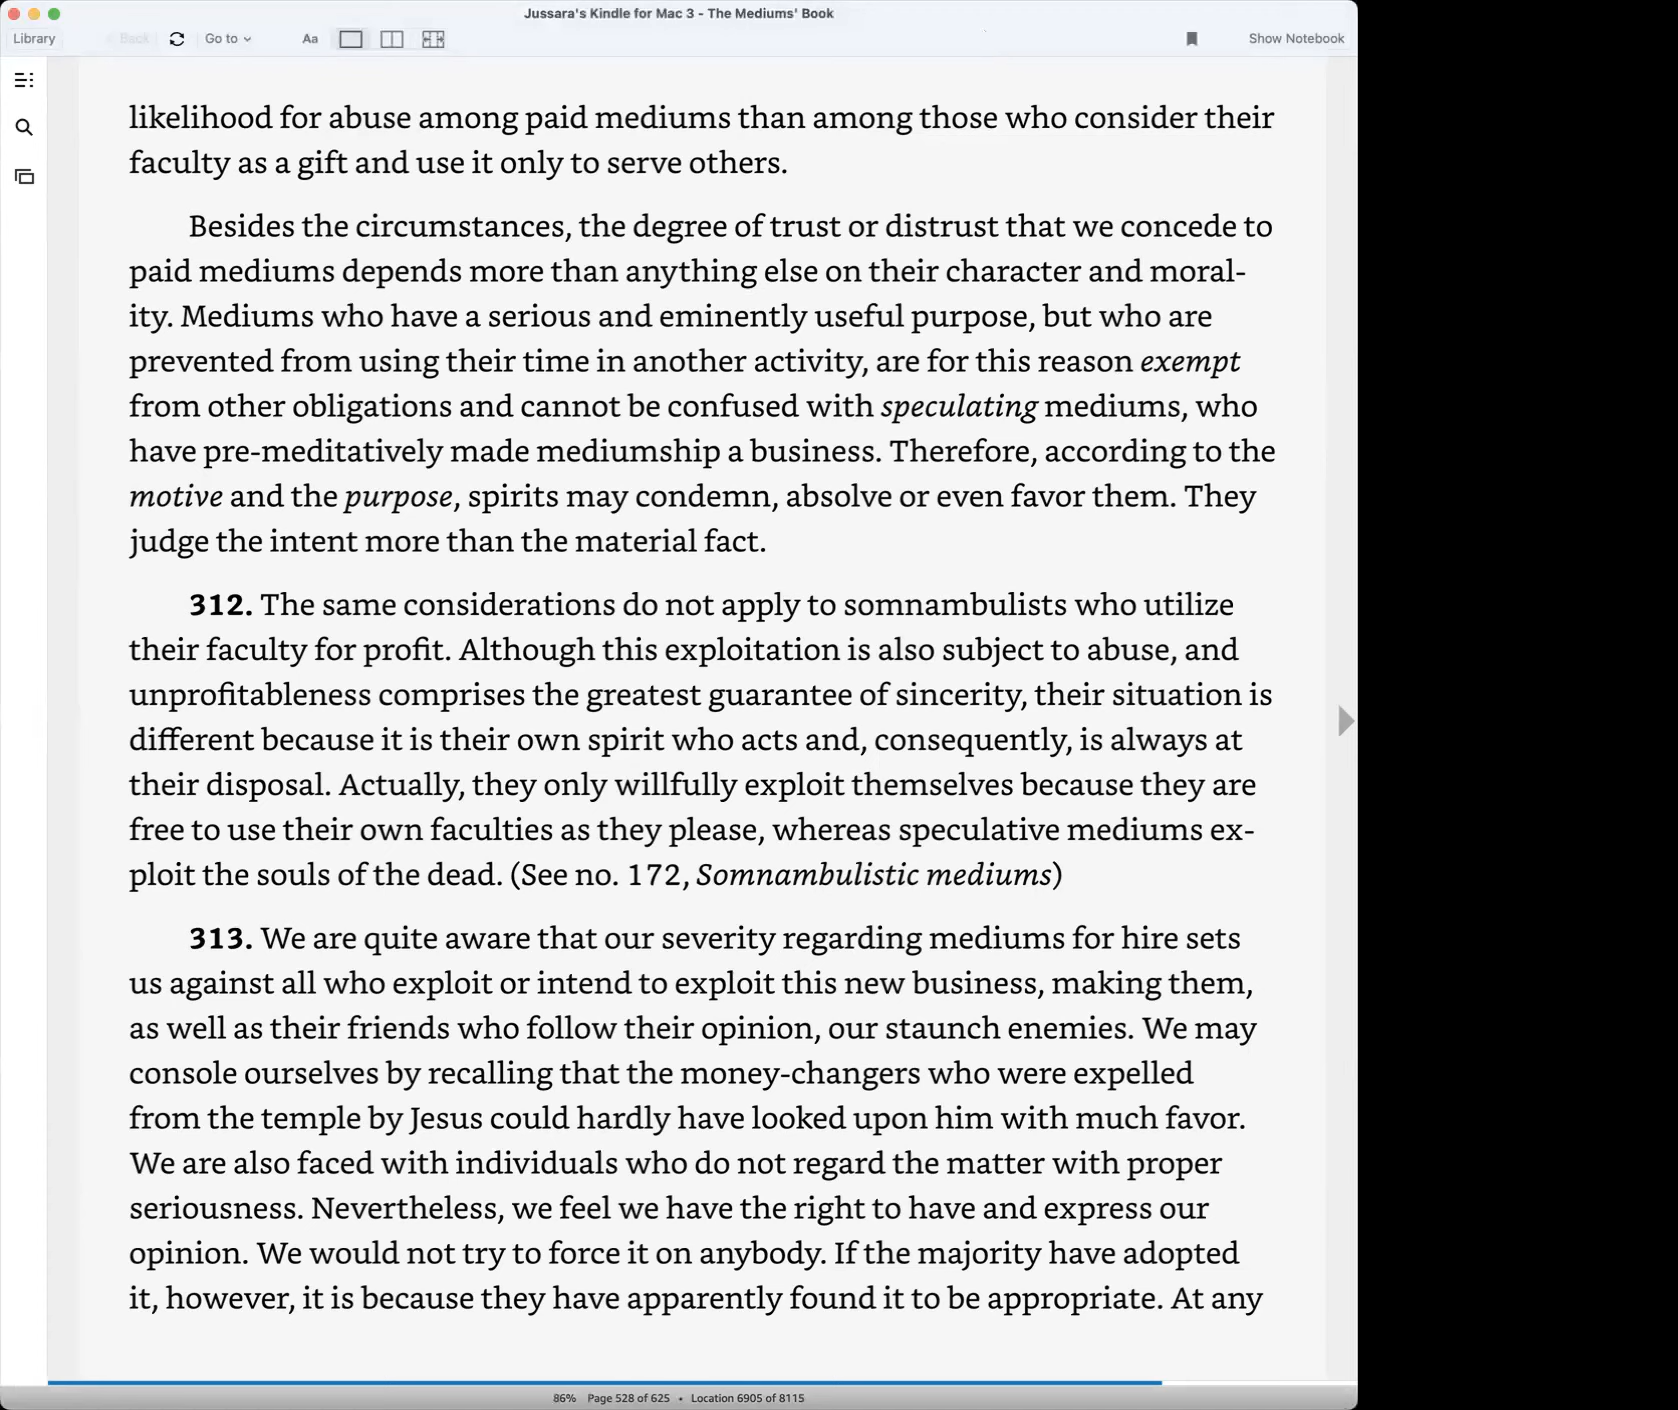 Jussara's Kindle for Mac 3 - The Mediums' Book
Library Back Go to Aa Show Notebook
likelihood for abuse among paid mediums than among those who consider their
faculty as a gift and use it only to serve others.
Besides the circumstances, the degree of trust or distrust that we concede to
paid mediums depends more than anything else on their character and moral-
ity. Mediums who have a serious and eminently useful purpose, but who are
prevented from using their time in another activity, are for this reason exempt
from other obligations and cannot be confused with speculating mediums, who
have pre-meditatively made mediumship a business. Therefore, according to the
motive and the purpose, spirits may condemn, absolve or even favor them. They
judge the intent more than the material fact.
312. The same considerations do not apply to somnambulists who utilize
their faculty for profit. Although this exploitation is also subject to abuse, and
unprofitableness comprises the greatest guarantee of sincerity, their situation is
different because it is their own spirit who acts and, consequently, is always at
their disposal. Actually, they only willfully exploit themselves because they are
free to use their own faculties as they please, whereas speculative mediums ex-
ploit the souls of the dead. (See no. 172, Somnambulistic mediums)
313. We are quite aware that our severity regarding mediums for hire sets
us against all who exploit or intend to exploit this new business, making them,
as well as their friends who follow their opinion, our staunch enemies. We may
console ourselves by recalling that the money-changers who were expelled
from the temple by Jesus could hardly have looked upon him with much favor.
We are also faced with individuals who do not regard the matter with proper
seriousness. Nevertheless, we feel we have the right to have and express our
opinion. We would not try to force it on anybody. If the majority have adopted
it, however, it is because they have apparently found it to be appropriate. At any
86% Page 528 of 625 • Location 6905 of 8115